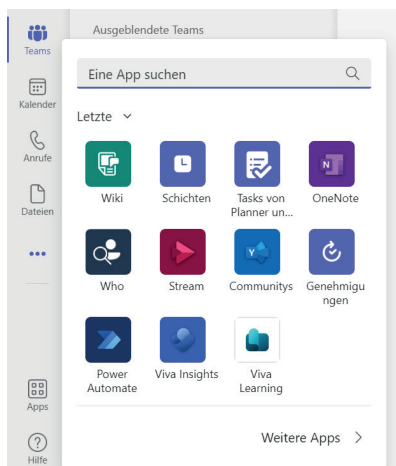 Ausgeblendete Teams
Teams
Eine App suchen
Kalender
Letzte
Anrufe
Wiki
Schichten
Tasks von
Planner un...
OneNote
Dateien
Who
Stream
Communitys
Genehmigu
ngen
Power
Automate
Viva Insights
Viva
Learning
Apps
Weitere Apps
Hilfe